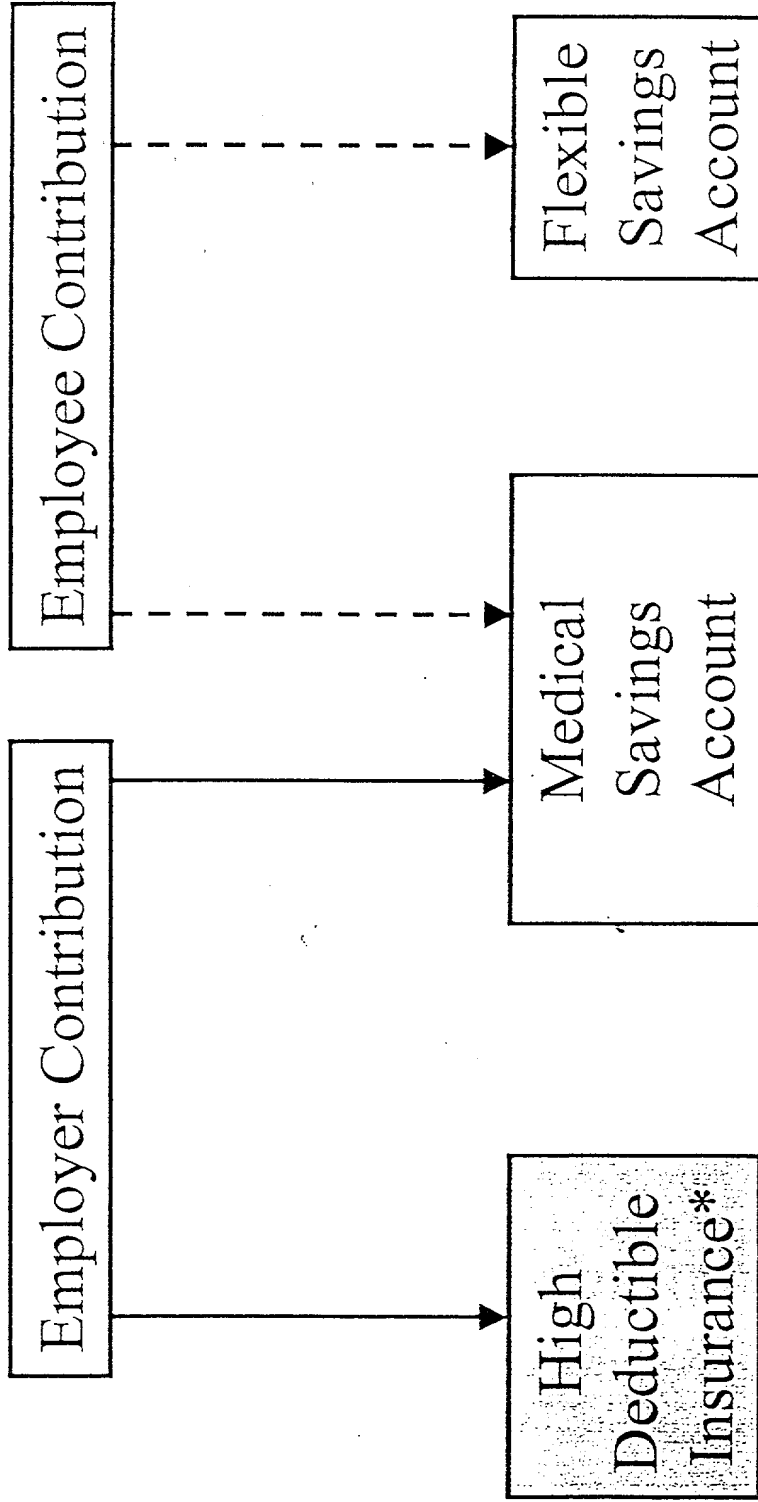 Employer Contribution
Employee Contribution
High
Deductible
Insurance*
Medical
Savings
Account
Flexible
Savings
Account